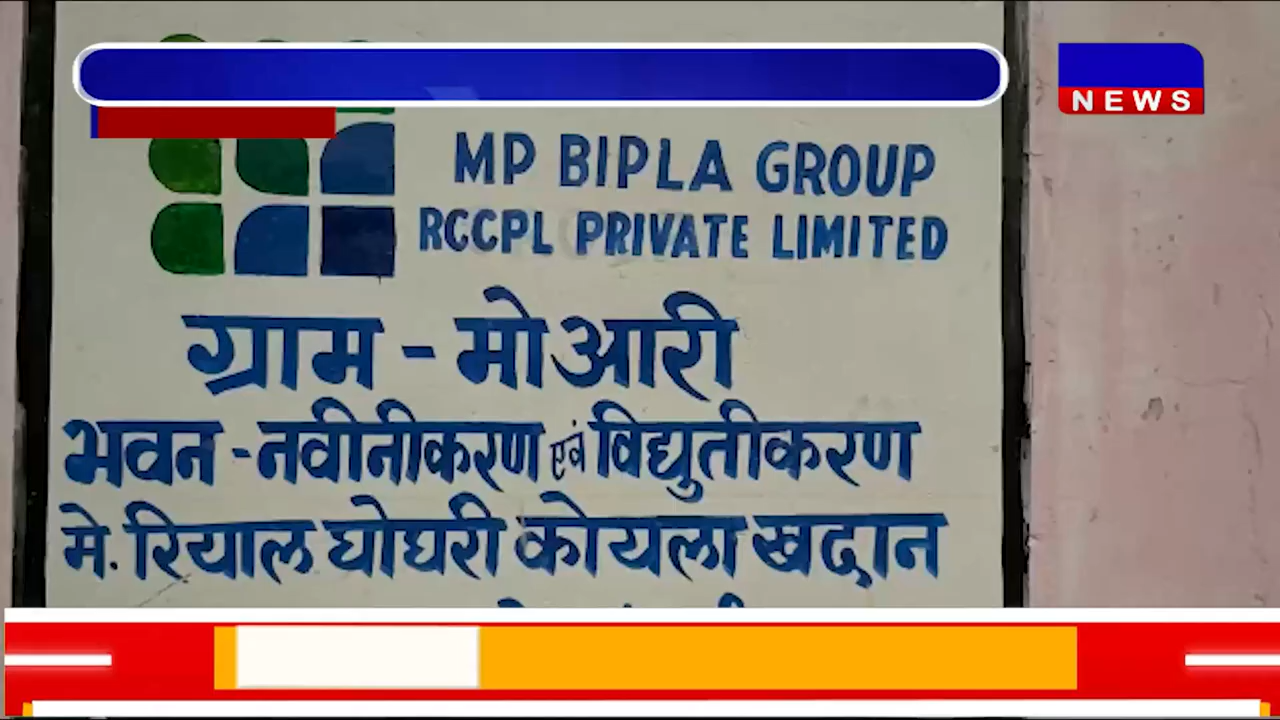 NEWS
MP BIPLA GROUP
RCCPL PRIVATE LIMITED
ग्राम - मोआरी
भवन - नवीनीकरण एवं विद्युतीकरण
मे. रियाल घोघरी कोयला खदान